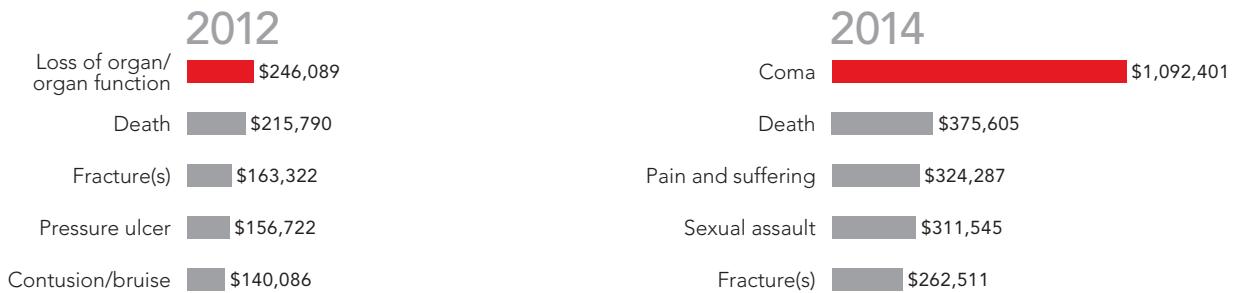 2012
Loss of organ/
organ function
$246,089
Death
$215,790
Fracture(s)
$163,322
Pressure ulcer
$156,722
Contusion/bruise
$140,086
2014
Coma
$1,092,401
Death
$375,605
Pain and suffering
$324,287
Sexual assault
$311,545
Fracture(s)
$262,511